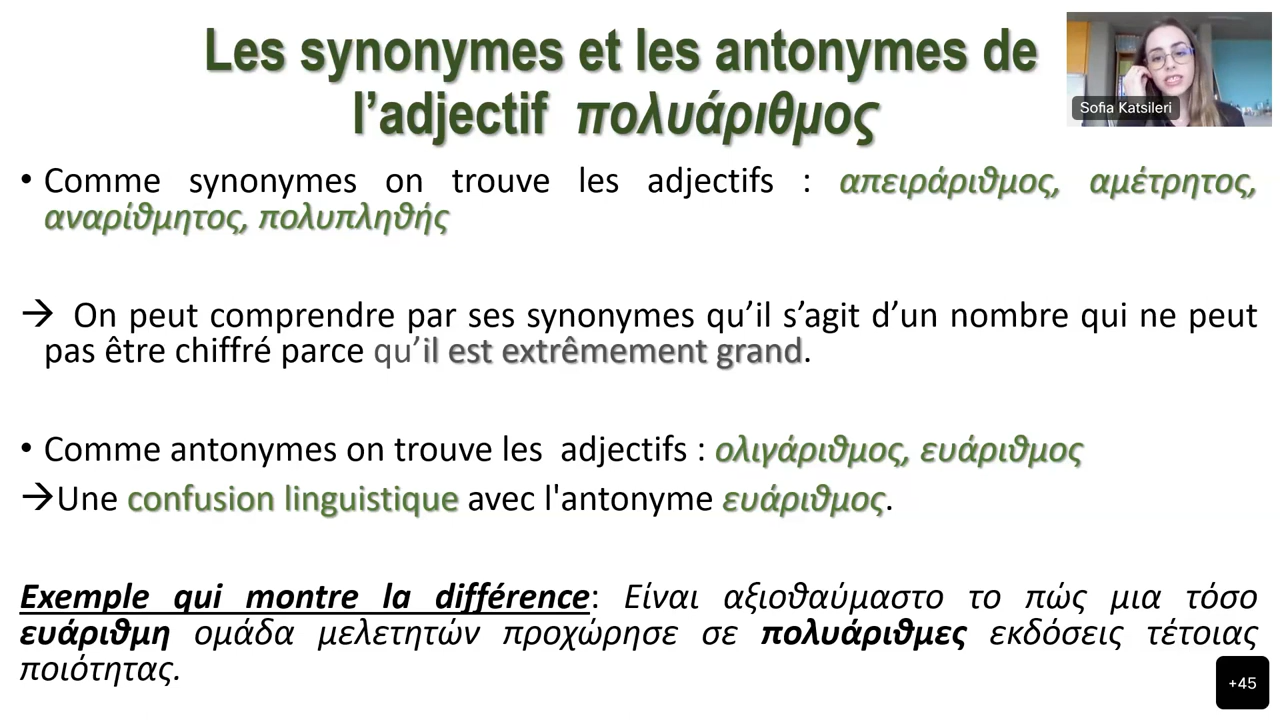 Les synonymes et les antonymes de
l’adjectif πολυάριθμος
Sofia Katsileri
• Comme synonymes on trouve les adjectifs : απειράριθμος, αμέτρητος,
αναρίθμητος, πολυπληθής
→ On peut comprendre par ses synonymes qu’il s’agit d’un nombre qui ne peut
pas être chiffré parce qu’il est extrêmement grand.
• Comme antonymes on trouve les adjectifs : ολιγάριθμος, ευάριθμος
→Une confusion linguistique avec l'antonyme ευάριθμος.
Exemple qui montre la différence: Είναι αξιοθαύμαστο το πώς μια τόσο
ευάριθμη ομάδα μελετητών προχώρησε σε πολυάριθμες εκδόσεις τέτοιας
ποιότητας.
+45